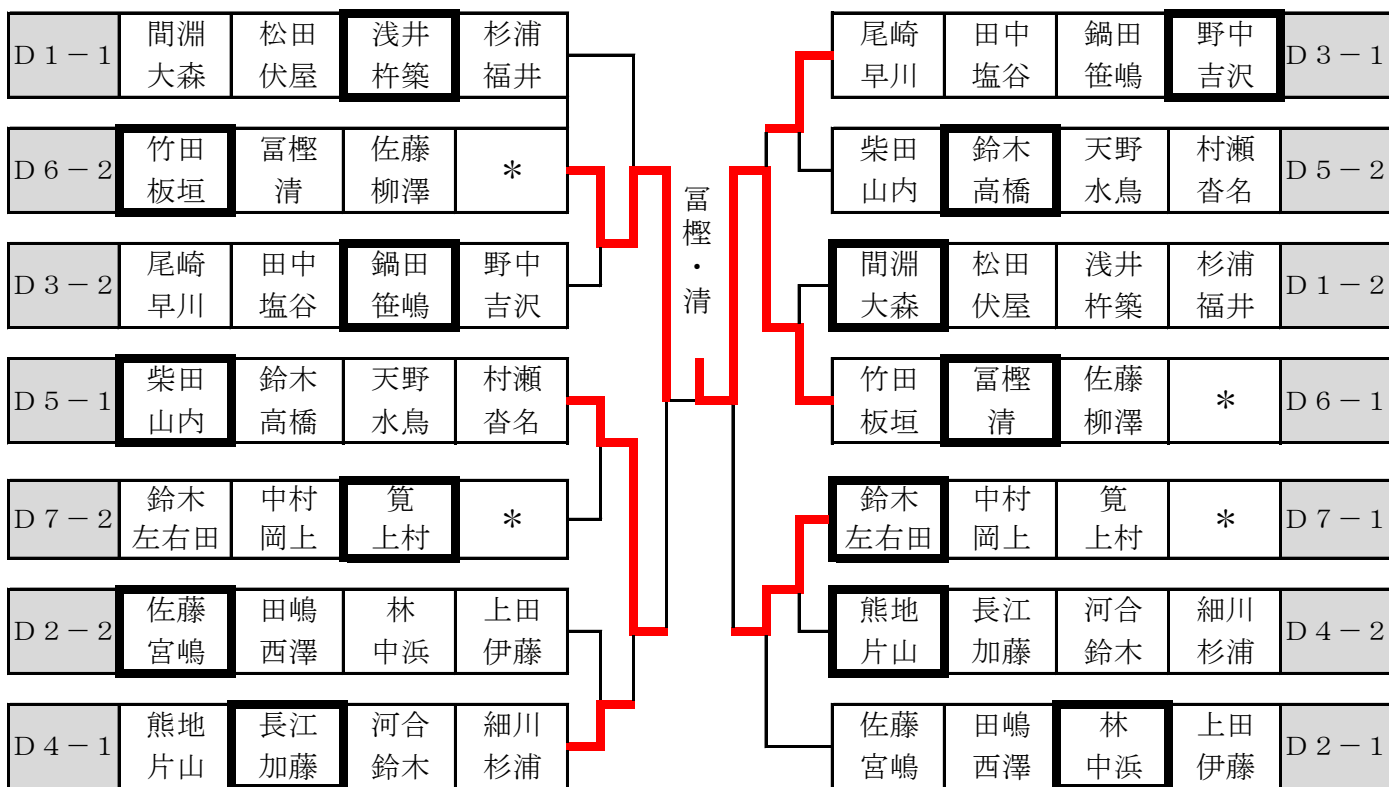 D1-1 間淵 松田 浅井 杉浦
大森 伏屋 杵築 福井
D6-2 竹田 冨樫 佐藤 *
板垣 清 柳澤
D3-2 尾崎 田中 鍋田 野中
早川 塩谷 笹嶋 吉沢
D5-1 柴田 鈴木 天野 村瀬
山内 高橋 水鳥 沓名
D7-2 鈴木 中村 筧 *
左右田 岡上 上村
D2-2 佐藤 田嶋 林 上田
宮嶋 西澤 中浜 伊藤
D4-1 熊地 長江 河合 細川
片山 加藤 鈴木 杉浦
冨樫・清
尾崎 田中 鍋田 野中 D3-1
早川 塩谷 笹嶋 吉沢
柴田 鈴木 天野 村瀬 D5-2
山内 高橋 水鳥 沓名
間淵 松田 浅井 杉浦 D1-2
大森 伏屋 杵築 福井
竹田 冨樫 佐藤 * D6-1
板垣 清 柳澤
鈴木 中村 筧 * D7-1
左右田 岡上 上村
熊地 長江 河合 細川 D4-2
片山 加藤 鈴木 杉浦
佐藤 田嶋 林 上田 D2-1
宮嶋 西澤 中浜 伊藤